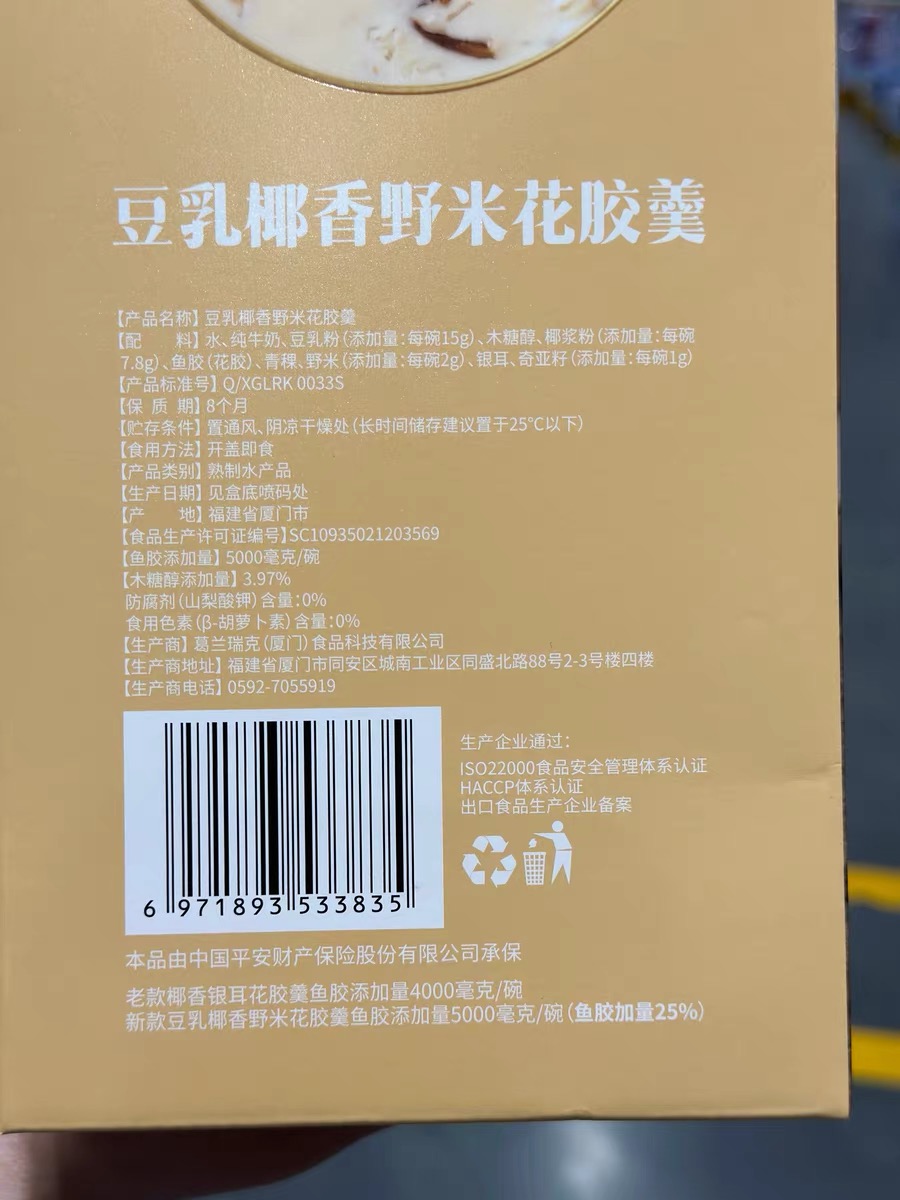 豆乳椰香野米花胶羹
【产品名称】豆乳椰香野米花胶羹
【配 料】水、纯牛奶、豆乳粉（添加量：每碗15g）、木糖醇、椰浆粉（添加量：每碗
7.8g）、鱼胶（花胶）、青稞、野米（添加量：每碗2g）、银耳、奇亚籽（添加量：每碗1g）
【产品标准号】Q/XGLRK 0033S
【保 质 期】8个月
【贮存条件】置通风、阴凉干燥处（长时间储存建议置于25℃以下）
【食用方法】开盖即食
【产品类别】熟制水产品
【生产日期】见盒底喷码处
【产 地】福建省厦门市
【食品生产许可证编号】SC10935021203569
【鱼胶添加量】5000毫克/碗
【木糖醇添加量】3.97%
防腐剂（山梨酸钾）含量：0%
食用色素（β-胡萝卜素）含量：0%
【生产商】葛兰瑞克（厦门）食品科技有限公司
【生产商地址】福建省厦门市同安区城南工业区同盛北路88号2-3号楼四楼
【生产商电话】0592-7055919
生产企业通过：
ISO22000食品安全管理体系认证
HACCP体系认证
出口食品生产企业备案
6 971893 533835
本品由中国平安财产保险股份有限公司承保
老款椰香银耳花胶羹鱼胶添加量4000毫克/碗
新款豆乳椰香野米花胶羹鱼胶添加量5000毫克/碗（鱼胶加量25%）